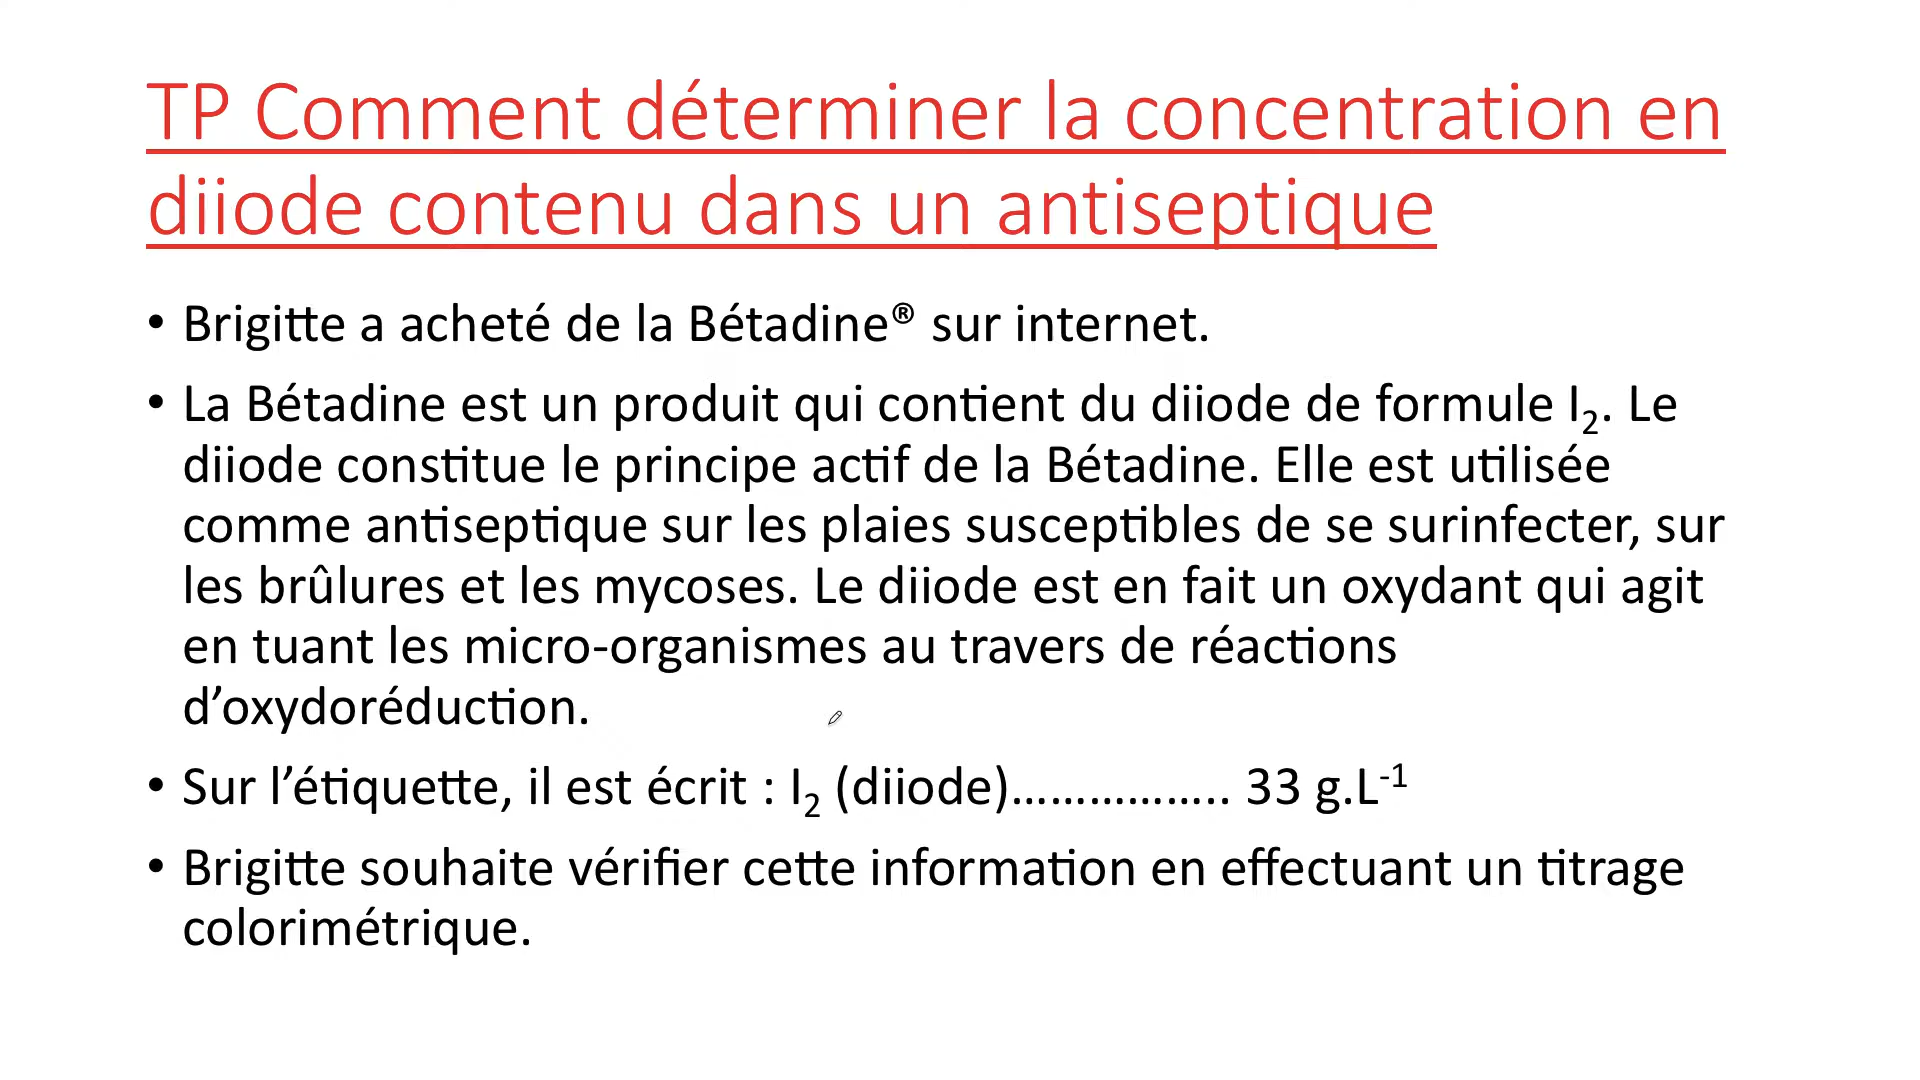 TP Comment déterminer la concentration en
diiode contenu dans un antiseptique
• Brigitte a acheté de la Bétadine® sur internet.
• La Bétadine est un produit qui contient du diiode de formule I₂. Le
diiode constitue le principe actif de la Bétadine. Elle est utilisée
comme antiseptique sur les plaies susceptibles de se surinfecter, sur
les brûlures et les mycoses. Le diiode est en fait un oxydant qui agit
en tuant les micro-organismes au travers de réactions
d’oxydoréduction.
• Sur l’étiquette, il est écrit : I₂ (diiode)…………….. 33 g.L⁻¹
• Brigitte souhaite vérifier cette information en effectuant un titrage
colorimétrique.